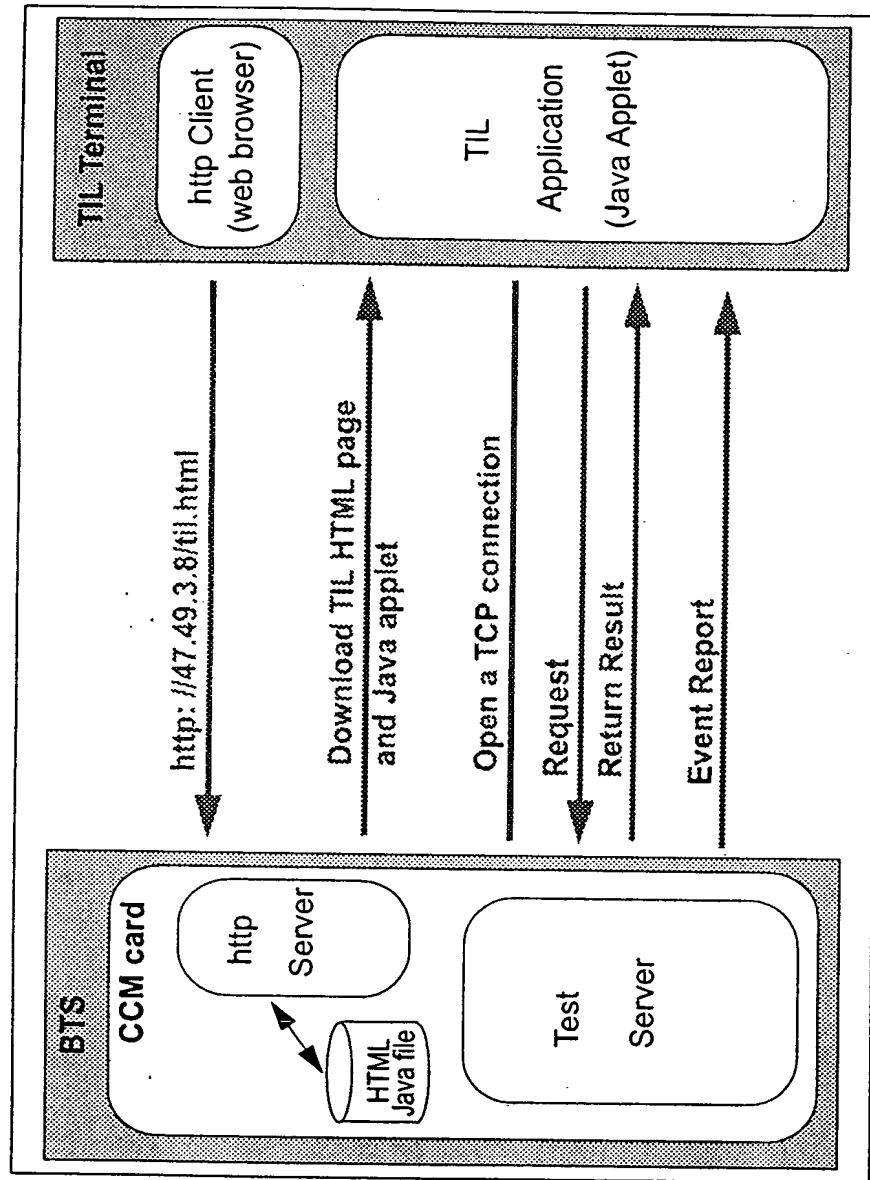 BTS
CCM card
http
Server
HTML
Java file
Test
Server
http: //47.49.3.8/til.html
Download TIL HTML page
and Java applet
Open a TCP connection
Request
Return Result
Event Report
TIL Terminal
http Client
(web browser)
TIL
Application
(Java Applet)